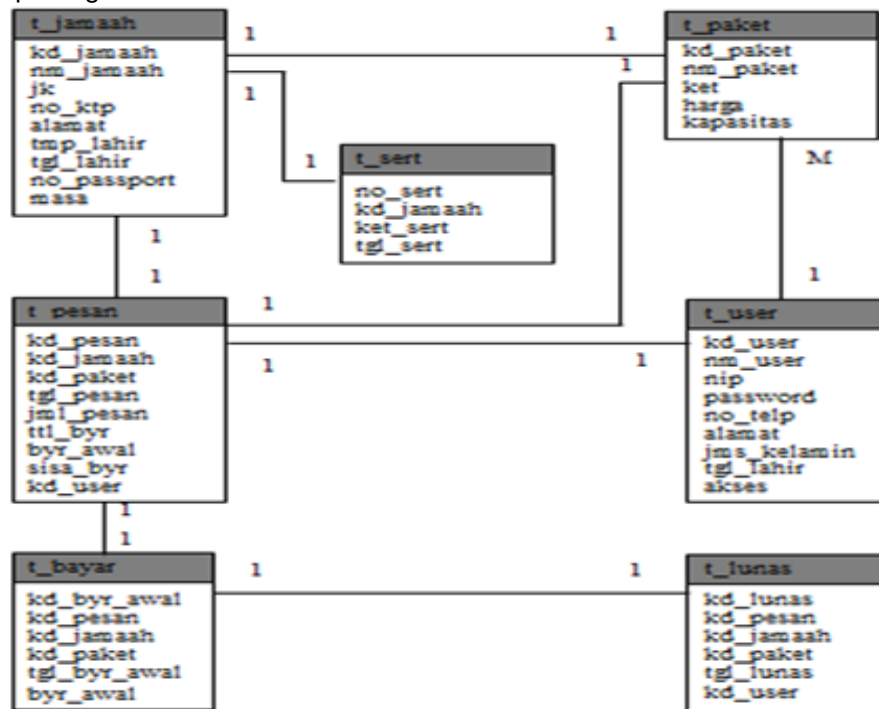 t_jamaah
kd_jamaah
nm_jamaah
jk
no_ktp
alamat
tmp_lahir
tgl_lahir
no_passport
masa
1
1
1
1
t_paket
kd_paket
nm_paket
ket
harga
kapasitas
1
t_sert
no_sert
kd_jamaah
ket_sert
tgl_sert
M
1
1
1
t_pesan
kd_pesan
kd_jamaah
kd_paket
tgl_pesan
jml_pesan
ttl_byr
byr_awal
sisa_byr
kd_user
1
1
1
t_user
kd_user
nm_user
nip
password
no_telp
alamat
jms_kelamin
tgl_lahir
akses
1
1
t_bayar
kd_byr_awal
kd_pesan
kd_jamaah
kd_paket
tgl_byr_awal
byr_awal
1
1
t_lunas
kd_lunas
kd_pesan
kd_jamaah
kd_paket
tgl_lunas
kd_user